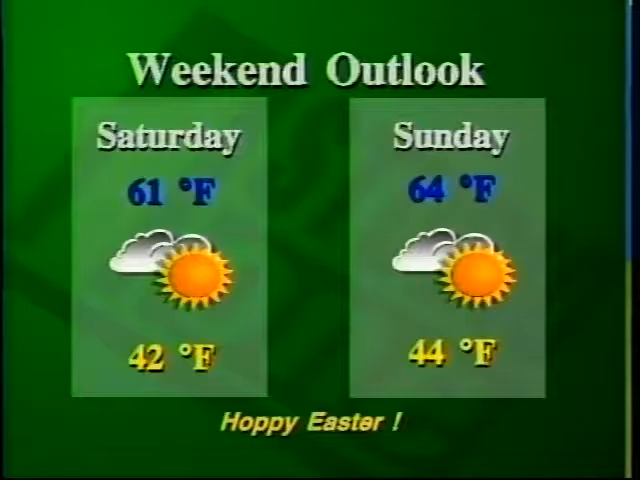 Weekend Outlook
Saturday
61 °F
42 °F
Sunday
64 °F
44 °F
Hoppy Easter !